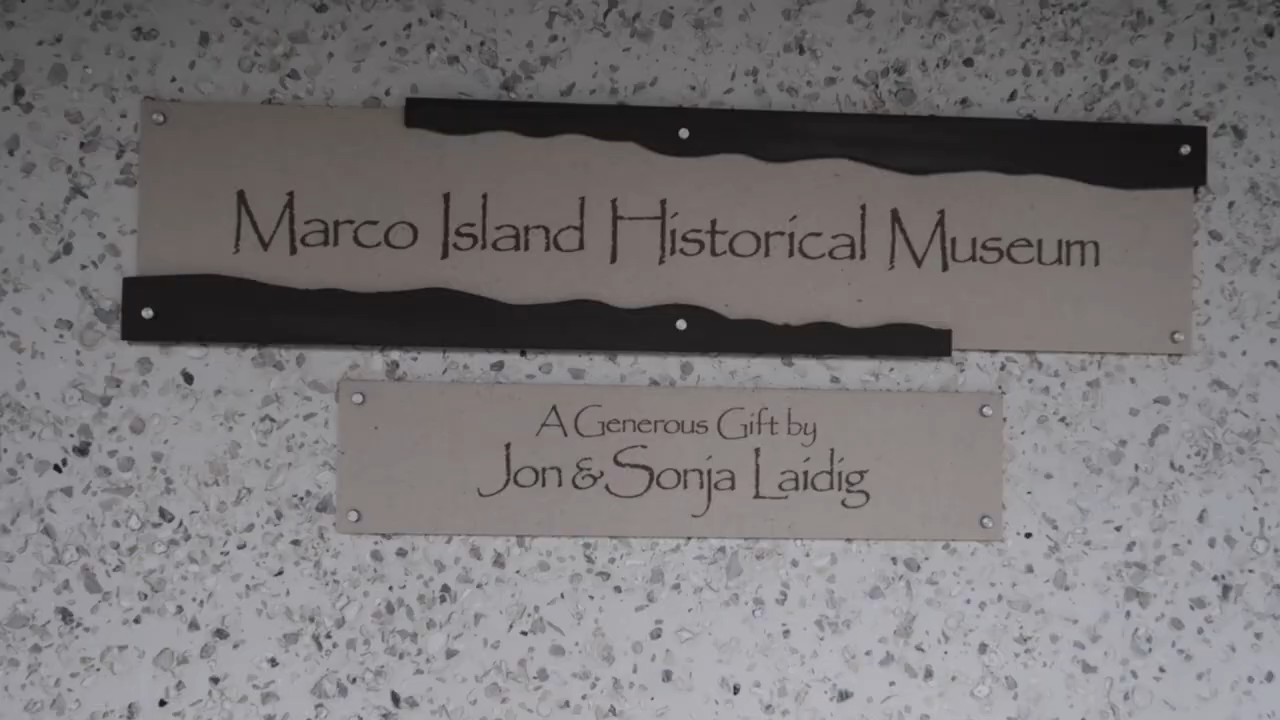 Marco Island Historical Museum
A Generous Gift by
Jon & Sonja Laidig